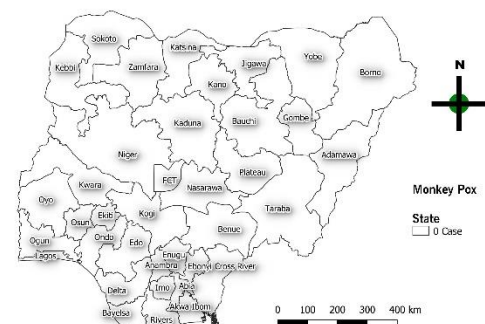 Sokoto
Katsina
Kebbi
Zamfara
Jigawa
Yobe
Borno
Kano
Kaduna
Bauchi
Gombe
Adamawa
Niger
FCT
Plateau
Nasarawa
Kwara
Oyo
Taraba
Osun
Ekiti
Kogi
Benue
Ogun
Ondo
Edo
Lagos
Enugu
Anambra
Ebonyi
Cross River
Delta
Imo
Abia
Bayelsa
Rivers
Akwa Ibom
N
Monkey Pox
State
0 Case
0 100 200 300 400 km